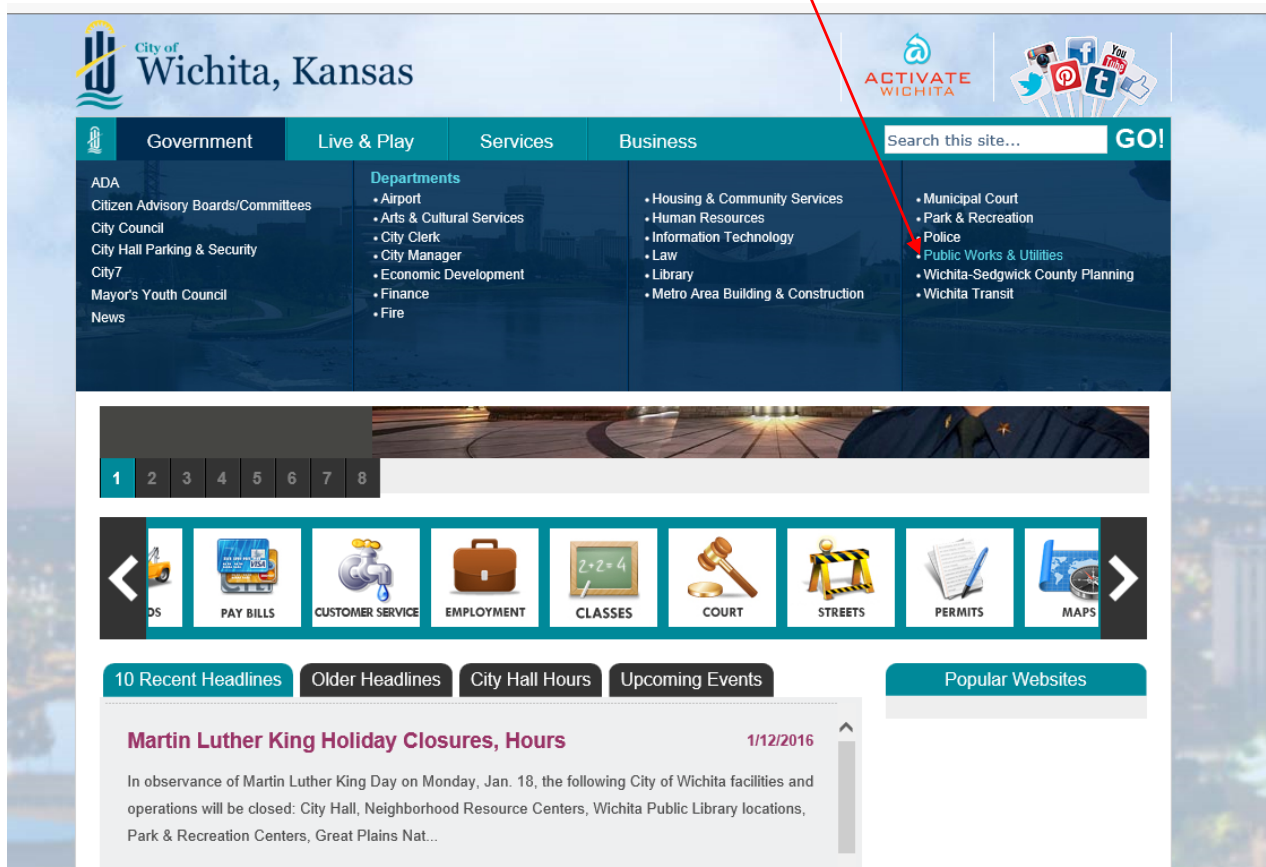 City of
Wichita, Kansas
ACTIVATE
WICHITA
You
Tube
Government
Live & Play
Services
Business
Search this site...
GO!
ADA
Citizen Advisory Boards/Committees
City Council
City Hall Parking & Security
City7
Mayor's Youth Council
News
Departments
• Airport
• Arts & Cultural Services
• City Clerk
• City Manager
• Economic Development
• Finance
• Fire
• Housing & Community Services
• Human Resources
• Information Technology
• Law
• Library
• Metro Area Building & Construction
• Municipal Court
• Park & Recreation
• Police
• Public Works & Utilities
• Wichita-Sedgwick County Planning
• Wichita Transit
1 2 3 4 5 6 7 8
DS
VISA
PAY BILLS
CUSTOMER SERVICE
EMPLOYMENT
2+2=4
CLASSES
COURT
STREETS
PERMITS
MAPS
10 Recent Headlines
Older Headlines
City Hall Hours
Upcoming Events
Popular Websites
Martin Luther King Holiday Closures, Hours
1/12/2016
In observance of Martin Luther King Day on Monday, Jan. 18, the following City of Wichita facilities and
operations will be closed: City Hall, Neighborhood Resource Centers, Wichita Public Library locations,
Park & Recreation Centers, Great Plains Nat...